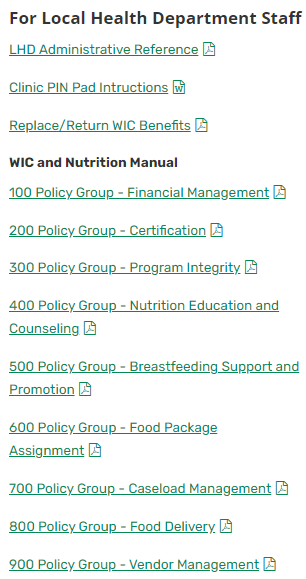 For Local Health Department Staff
LHD Administrative Reference
Clinic PIN Pad Intructions
Replace/Return WIC Benefits
WIC and Nutrition Manual
100 Policy Group - Financial Management
200 Policy Group - Certification
300 Policy Group - Program Integrity
400 Policy Group - Nutrition Education and
Counseling
500 Policy Group - Breastfeeding Support and
Promotion
600 Policy Group - Food Package
Assignment
700 Policy Group - Caseload Management
800 Policy Group - Food Delivery
900 Policy Group - Vendor Management